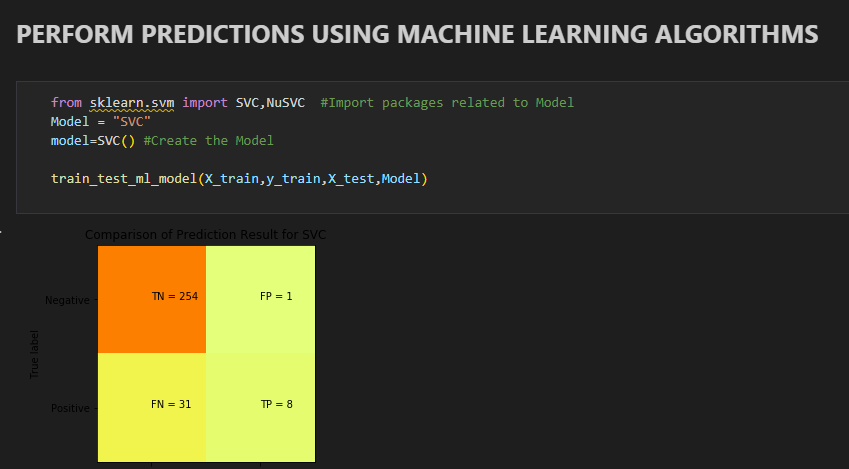 PERFORM PREDICTIONS USING MACHINE LEARNING ALGORITHMS
from sklearn.svm import SVC,NuSVC  #Import packages related to Model
Model = "SVC"
model=SVC() #Create the Model
train_test_ml_model(X_train,y_train,X_test,Model)
Comparison of Prediction Result for SVC
Negative
TN = 254
FP = 1
True label
Positive
FN = 31
TP = 8